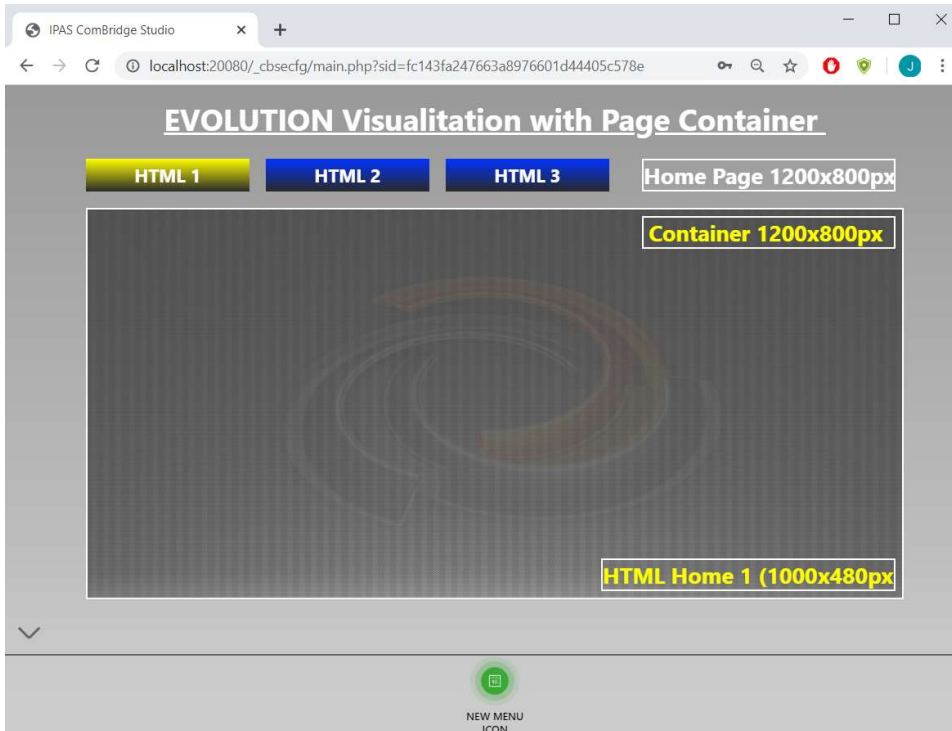 IPAS ComBridge Studio
localhost:20080/_cbsecfg/main.php?sid=fc143fa247663a8976601d44405c578e
J
EVOLUTION Visualitation with Page Container
HTML 1 HTML 2 HTML 3 Home Page 1200x800px
Container 1200x800px
HTML Home 1 (1000x480px
NEW MENU
ICON